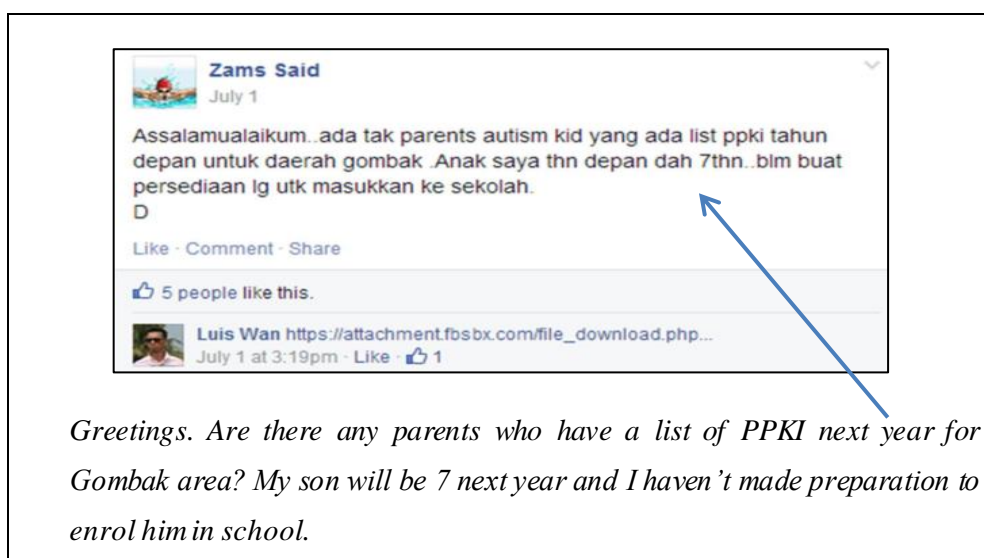 Zams Said
July 1
Assalamualaikum..ada tak parents autism kid yang ada list ppki tahun
depan untuk daerah gombak .Anak saya thn depan dah 7thn..blm buat
persediaan lg utk masukkan ke sekolah.
D
Like · Comment · Share
5 people like this.
Luis Wan https://attachment.fbsbx.com/file_download.php...
July 1 at 3:19pm · Like · 1
Greetings. Are there any parents who have a list of PPKI next year for
Gombak area? My son will be 7 next year and I haven't made preparation to
enrol him in school.